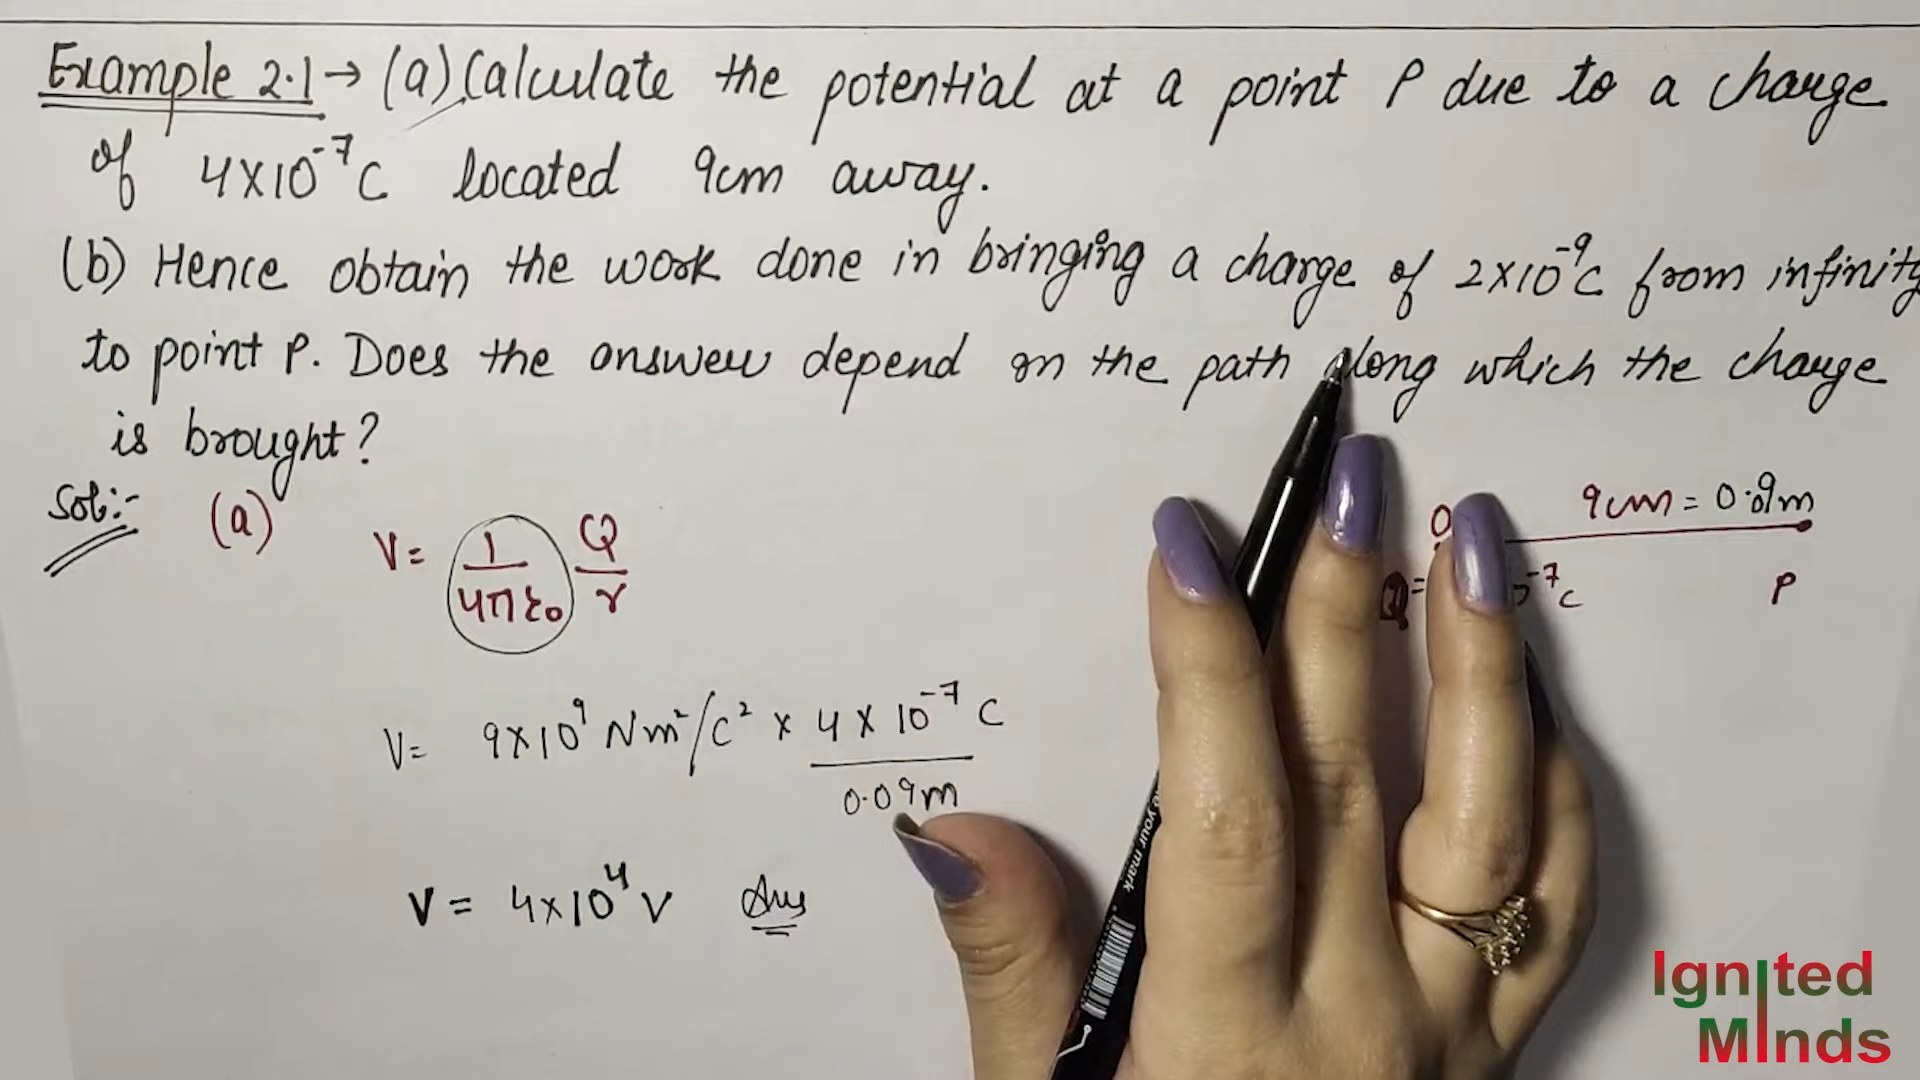 Example 2.1 → (a) Calculate the potential at a point P due to a charge
of 4×10⁻⁷C located 9cm away.
(b) Hence obtain the work done in bringing a charge of 2×10⁻⁹C from infinity
to point P. Does the answer depend on the path along which the charge
is brought?
Sol:- (a)
V = 1/4πε₀ Q/r
O 9cm = 0.09m
Q = ⁻⁷C P
V = 9×10⁹ Nm²/C² × 4×10⁻⁷ C
0.09m
V = 4×10⁴ V Ans
your mark
Ignited
Minds